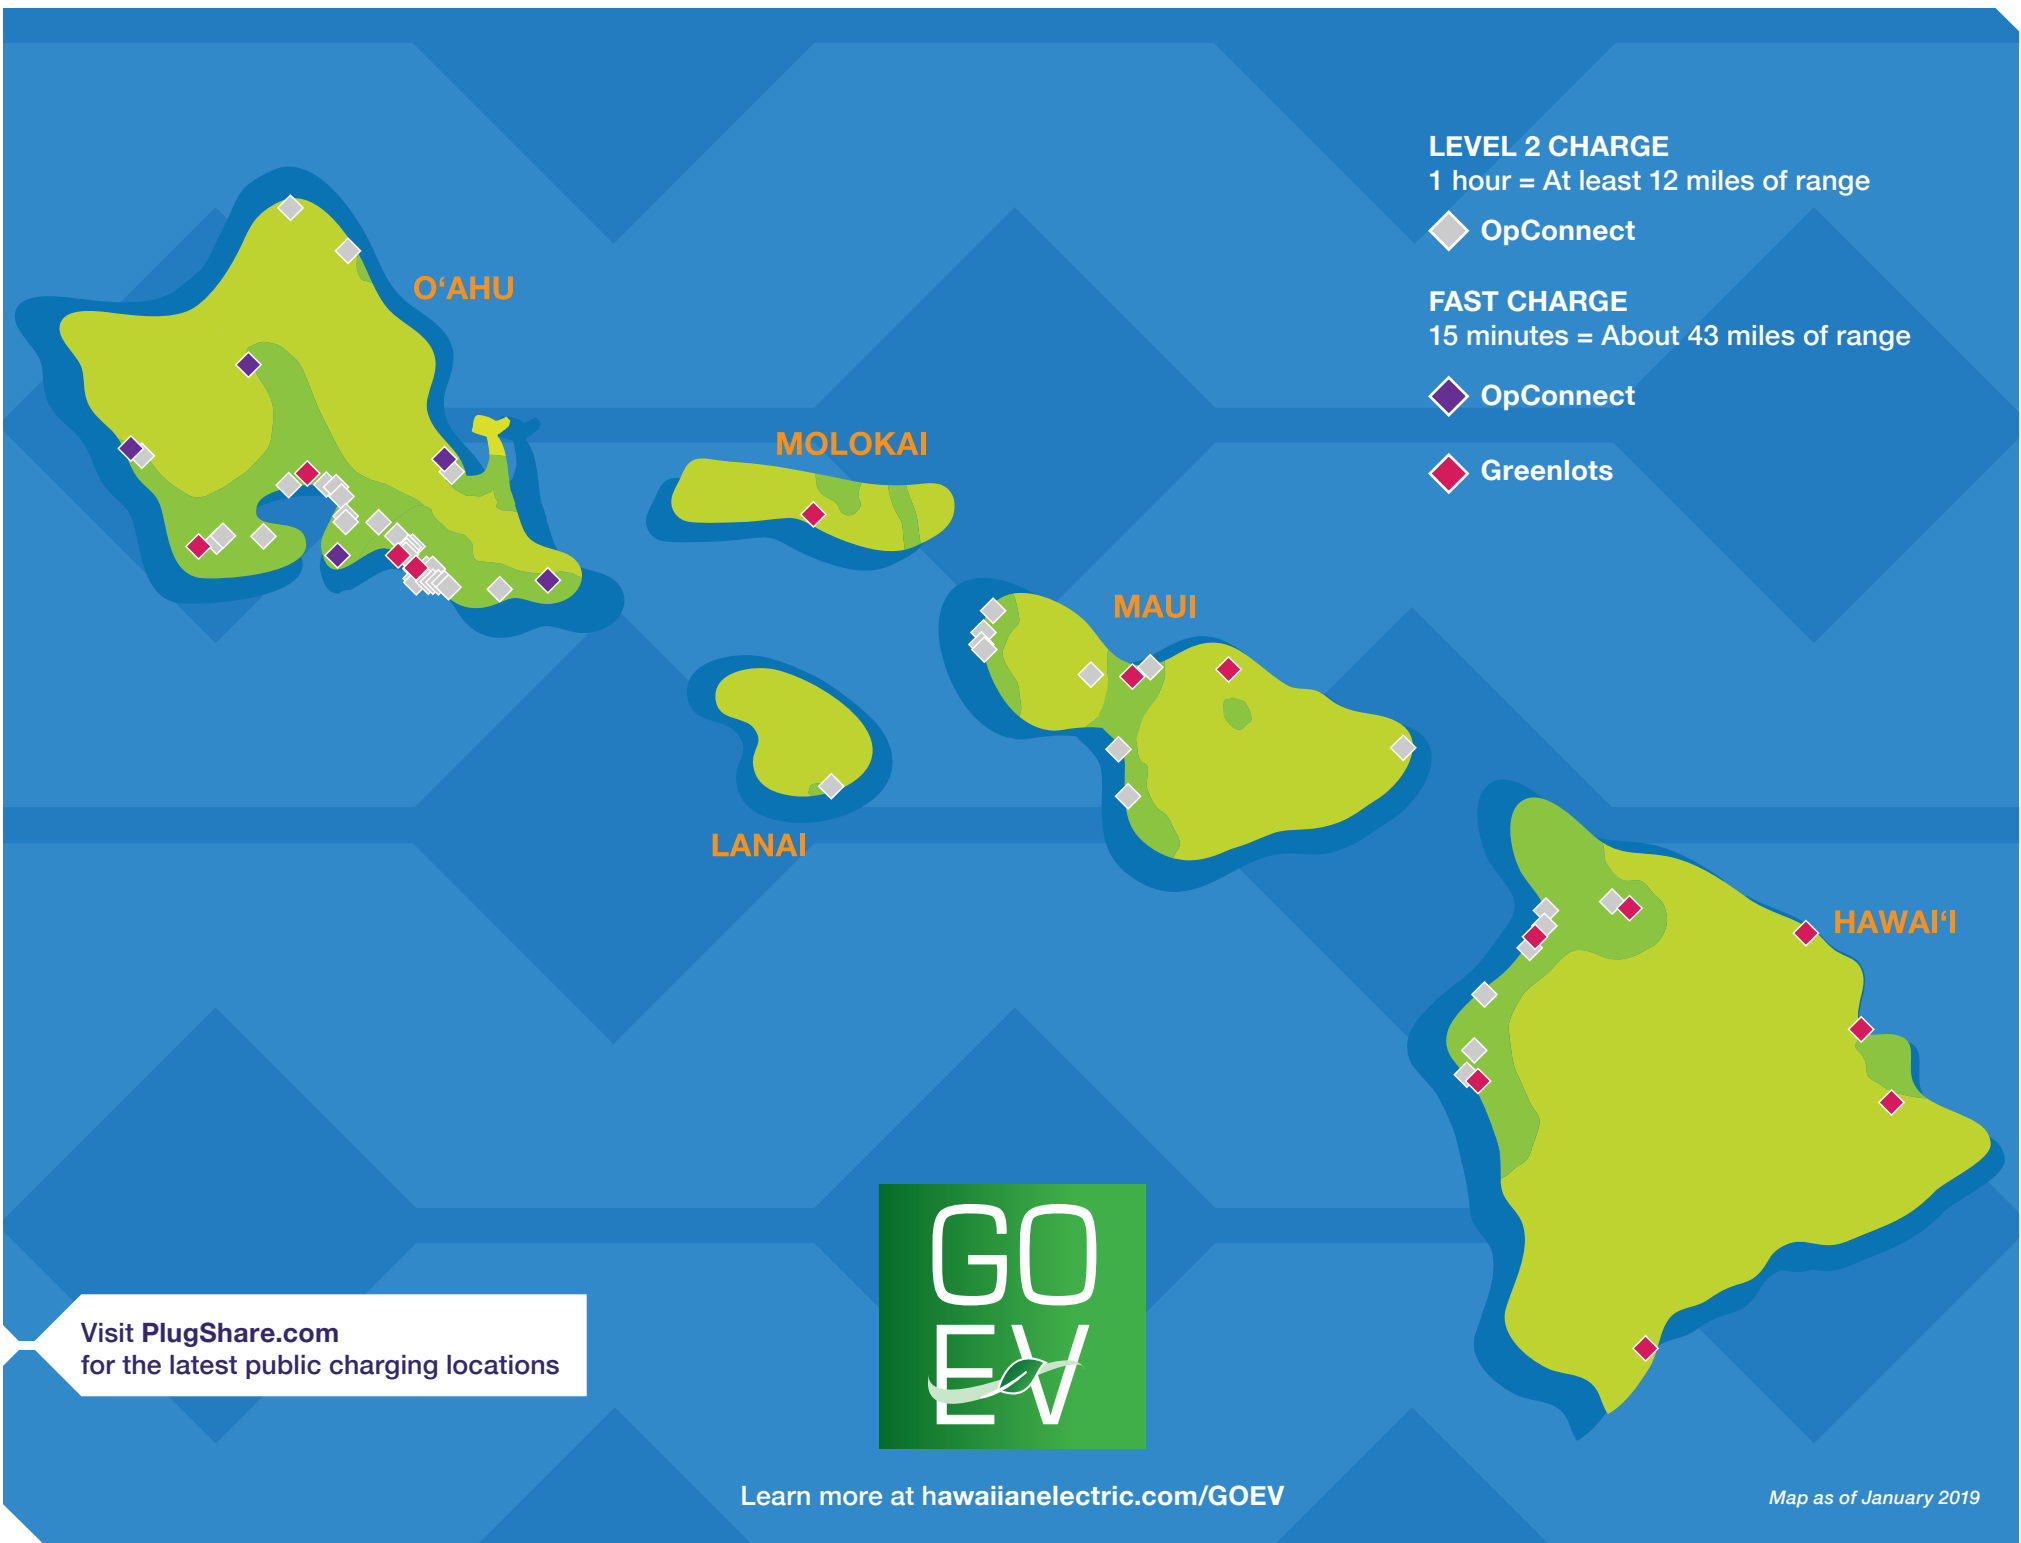 LEVEL 2 CHARGE
1 hour = At least 12 miles of range
OpConnect
FAST CHARGE
15 minutes = About 43 miles of range
OpConnect
Greenlots
O‘AHU
MOLOKAI
MAUI
LANAI
HAWAI‘I
GO
EV
Visit PlugShare.com
for the latest public charging locations
Learn more at hawaiianelectric.com/GOEV
Map as of January 2019